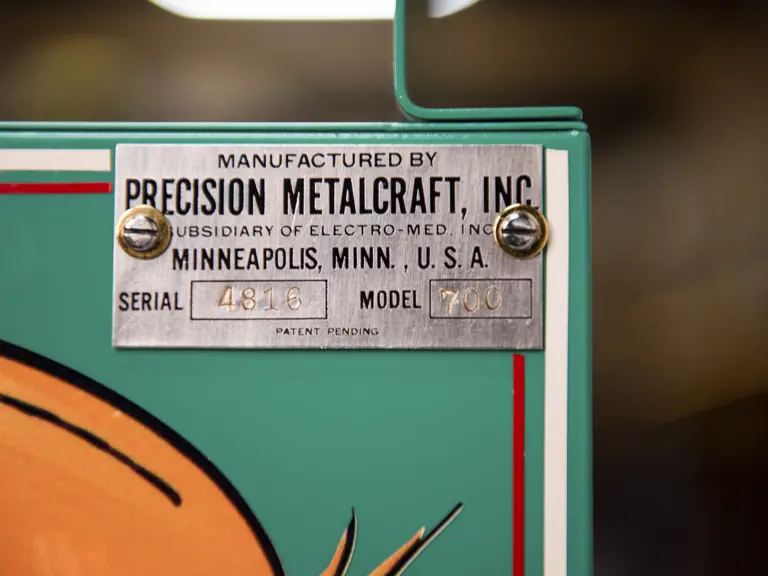 MANUFACTURED BY
PRECISION METALCRAFT, INC.
SUBSIDIARY OF ELECTRO-MED. INC.
MINNEAPOLIS, MINN., U. S. A.
SERIAL 4816 MODEL 700
PATENT PENDING